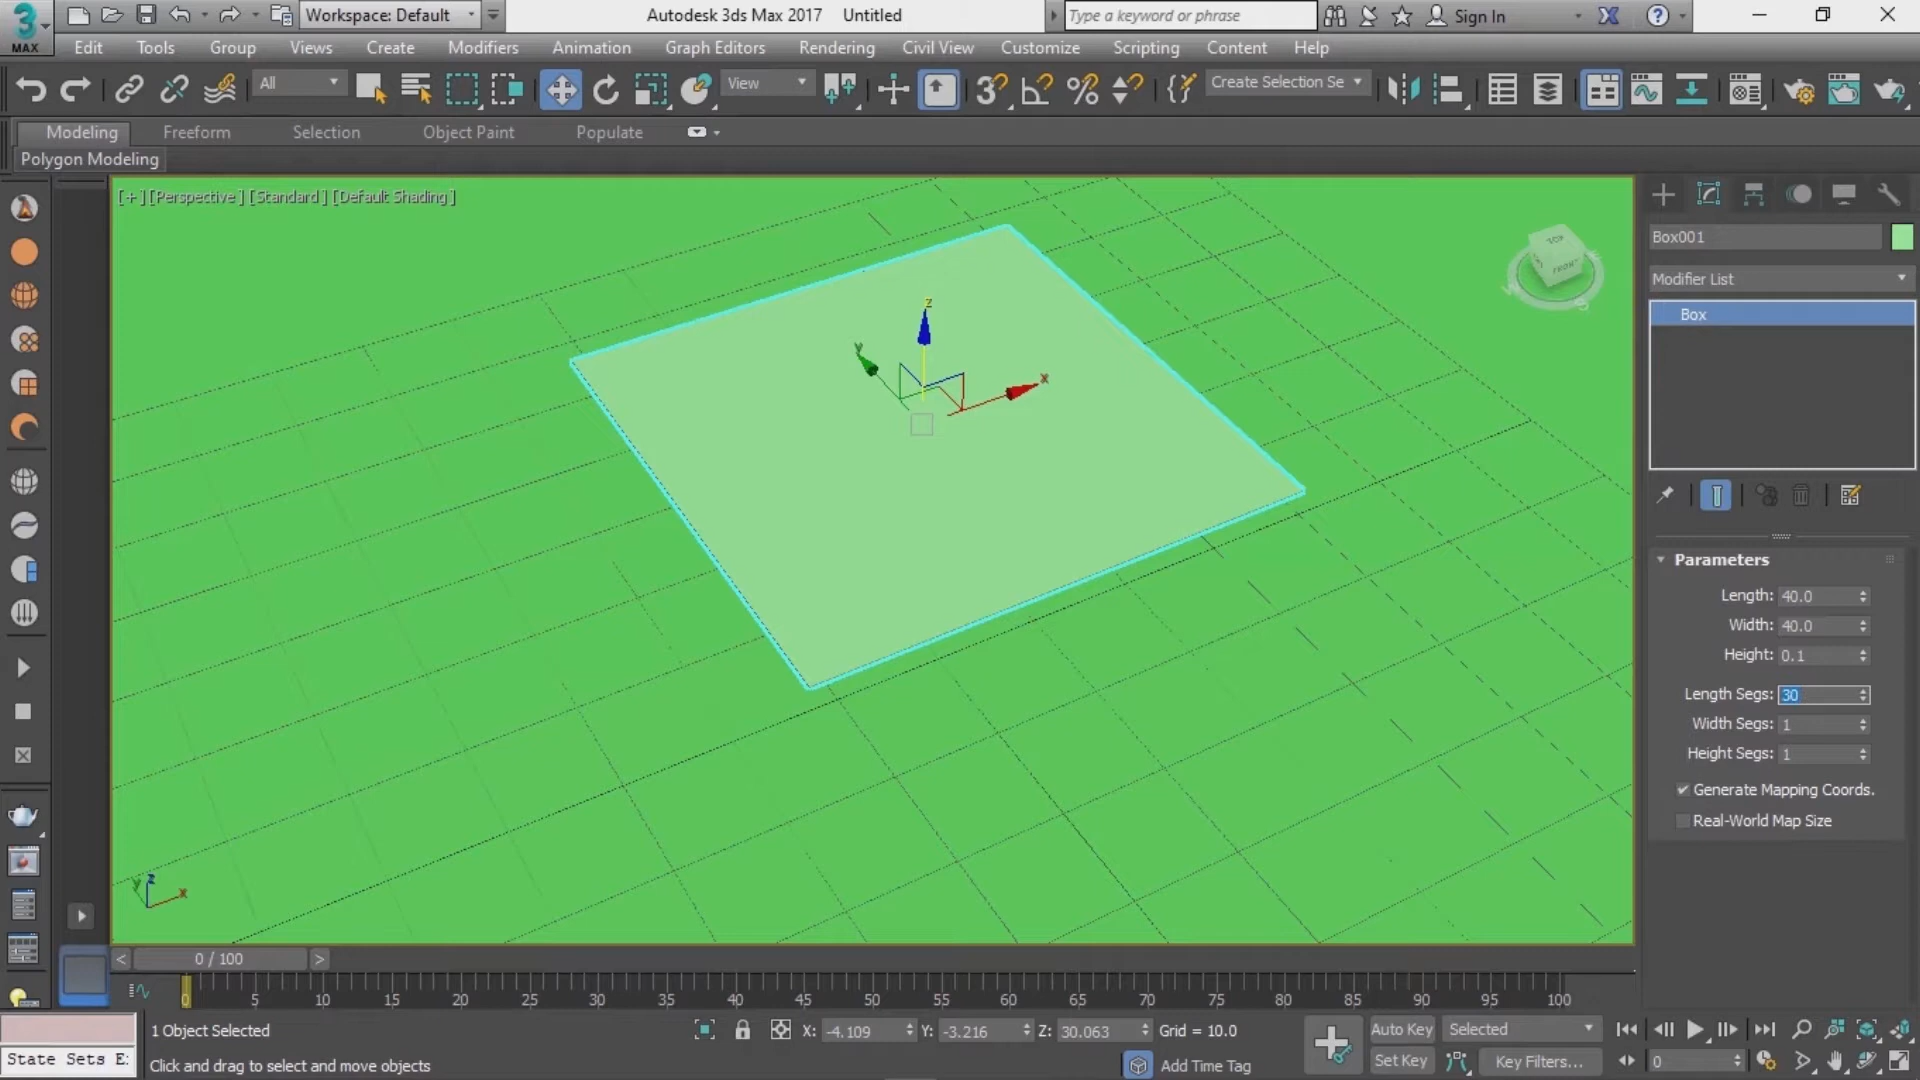 Workspace: Default
Autodesk 3ds Max 2017 Untitled
Type a keyword or phrase
Sign In
MAX
Edit Tools Group Views Create Modifiers Animation Graph Editors Rendering Civil View Customize Scripting Content Help
All
View
Create Selection Se
Modeling Freeform Selection Object Paint Populate
Polygon Modeling
[+] [Perspective] [Standard] [Default Shading]
TOP
FRONT
z
y
x
Box001
Modifier List
Box
Parameters
Length: 40.0
Width: 40.0
Height: 0.1
Length Segs: 30
Width Segs: 1
Height Segs: 1
Generate Mapping Coords.
Real-World Map Size
z
y
x
< 0 / 100 >
0 5 10 15 20 25 30 35 40 45 50 55 60 65 70 75 80 85 90 95 100
1 Object Selected
X: -4.109 Y: -3.216 Z: 30.063 Grid = 10.0
Auto Key Selected
State Sets E:
Click and drag to select and move objects
Add Time Tag
Set Key Key Filters... 0